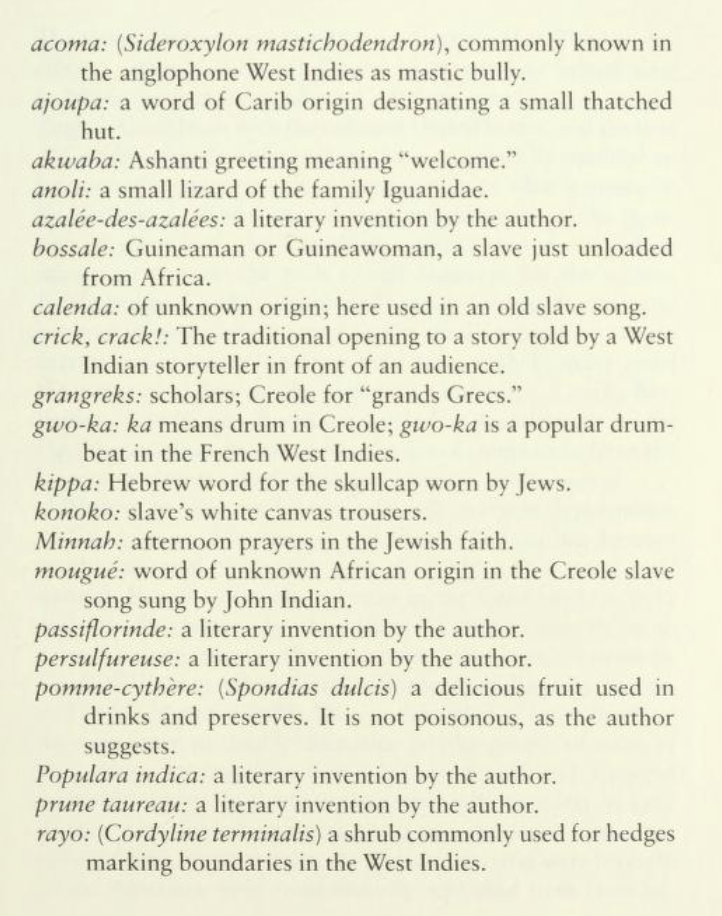 acoma: (Sideroxylon mastichodendron), commonly known in
the anglophone West Indies as mastic bully.
ajoupa: a word of Carib origin designating a small thatched
hut.
akwaba: Ashanti greeting meaning “welcome.”
anoli: a small lizard of the family Iguanidae.
azalée-des-azalées: a literary invention by the author.
bossale: Guineaman or Guineawoman, a slave just unloaded
from Africa.
calenda: of unknown origin; here used in an old slave song.
crick, crack!: The traditional opening to a story told by a West
Indian storyteller in front of an audience.
grangreks: scholars; Creole for “grands Grecs.”
gwo-ka: ka means drum in Creole; gwo-ka is a popular drum-
beat in the French West Indies.
kippa: Hebrew word for the skullcap worn by Jews.
konoko: slave’s white canvas trousers.
Minnah: afternoon prayers in the Jewish faith.
mougué: word of unknown African origin in the Creole slave
song sung by John Indian.
passiflorinde: a literary invention by the author.
persulfureuse: a literary invention by the author.
pomme-cythère: (Spondias dulcis) a delicious fruit used in
drinks and preserves. It is not poisonous, as the author
suggests.
Populara indica: a literary invention by the author.
prune taureau: a literary invention by the author.
rayo: (Cordyline terminalis) a shrub commonly used for hedges
marking boundaries in the West Indies.